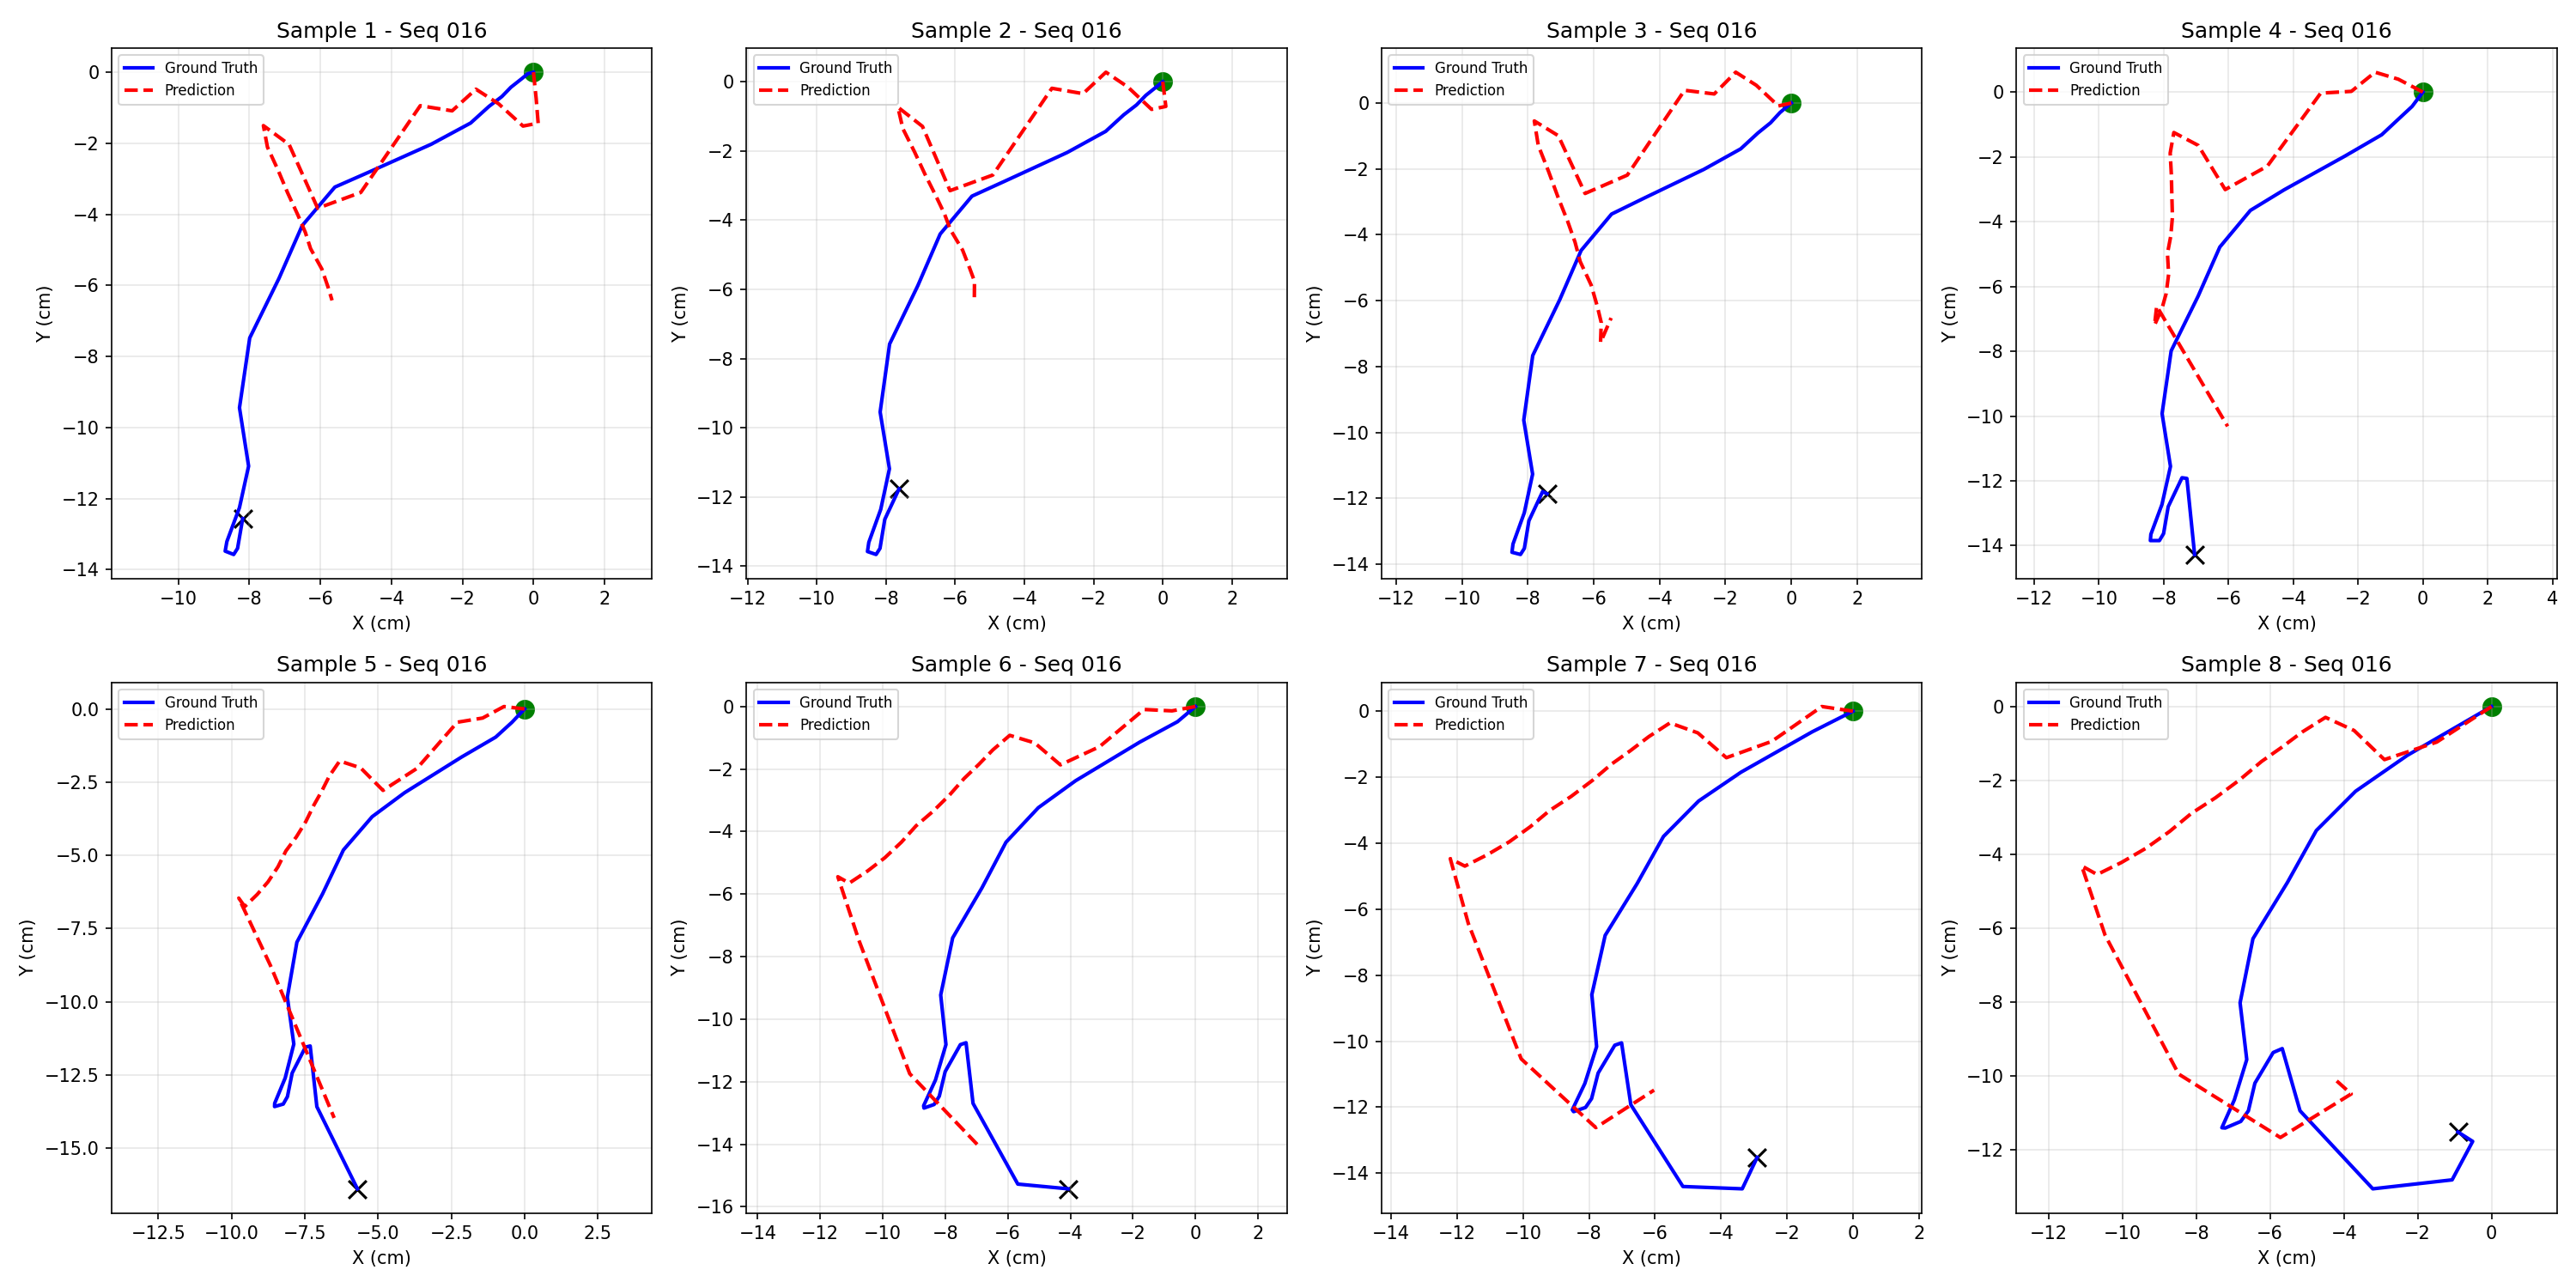 Sample 1 - Seq 016
Ground Truth
Prediction
0
−2
−4
−6
−8
−10
−12
−14
Y (cm)
−10 −8 −6 −4 −2 0 2
X (cm)
Sample 2 - Seq 016
Ground Truth
Prediction
0
−2
−4
−6
−8
−10
−12
−14
Y (cm)
−12 −10 −8 −6 −4 −2 0 2
X (cm)
Sample 3 - Seq 016
Ground Truth
Prediction
0
−2
−4
−6
−8
−10
−12
−14
Y (cm)
−12 −10 −8 −6 −4 −2 0 2
X (cm)
Sample 4 - Seq 016
Ground Truth
Prediction
0
−2
−4
−6
−8
−10
−12
−14
Y (cm)
−12 −10 −8 −6 −4 −2 0 2 4
X (cm)
Sample 5 - Seq 016
Ground Truth
Prediction
0.0
−2.5
−5.0
−7.5
−10.0
−12.5
−15.0
Y (cm)
−12.5 −10.0 −7.5 −5.0 −2.5 0.0 2.5
X (cm)
Sample 6 - Seq 016
Ground Truth
Prediction
0
−2
−4
−6
−8
−10
−12
−14
−16
Y (cm)
−14 −12 −10 −8 −6 −4 −2 0 2
X (cm)
Sample 7 - Seq 016
Ground Truth
Prediction
0
−2
−4
−6
−8
−10
−12
−14
Y (cm)
−14 −12 −10 −8 −6 −4 −2 0 2
X (cm)
Sample 8 - Seq 016
Ground Truth
Prediction
0
−2
−4
−6
−8
−10
−12
Y (cm)
−12 −10 −8 −6 −4 −2 0
X (cm)